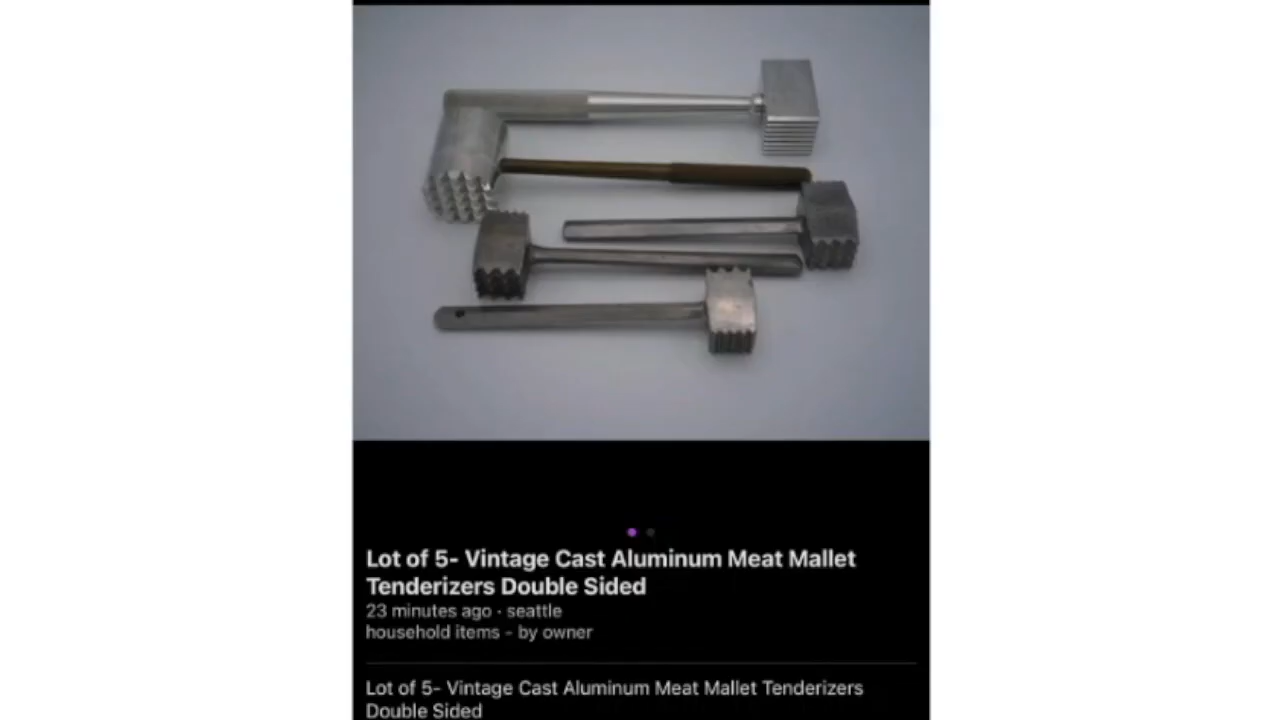 Lot of 5- Vintage Cast Aluminum Meat Mallet
Tenderizers Double Sided
23 minutes ago · seattle
household items - by owner
Lot of 5- Vintage Cast Aluminum Meat Mallet Tenderizers
Double Sided